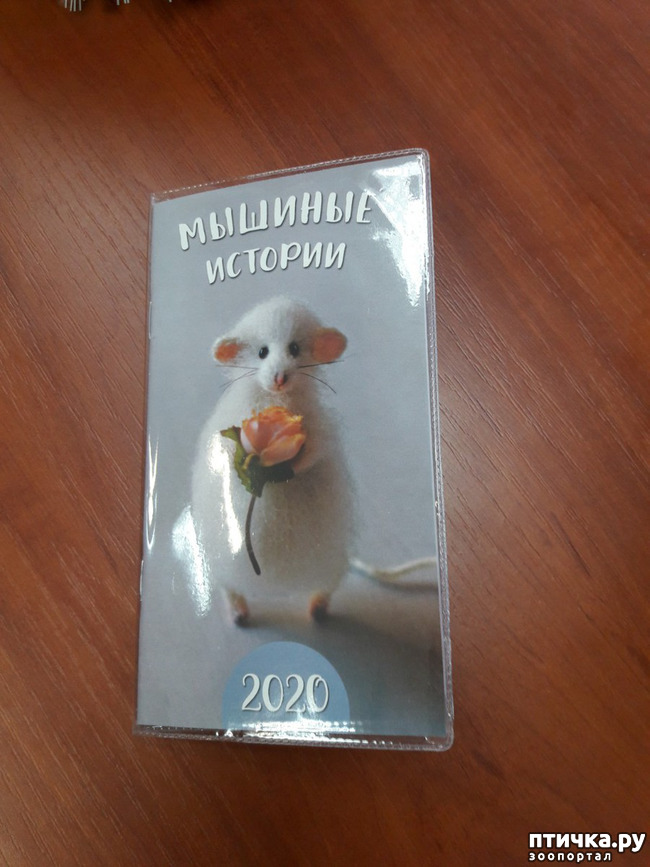 МЫШИНЫЕ
ИСТОРИИ
2020
птичка.ру
зоопортал